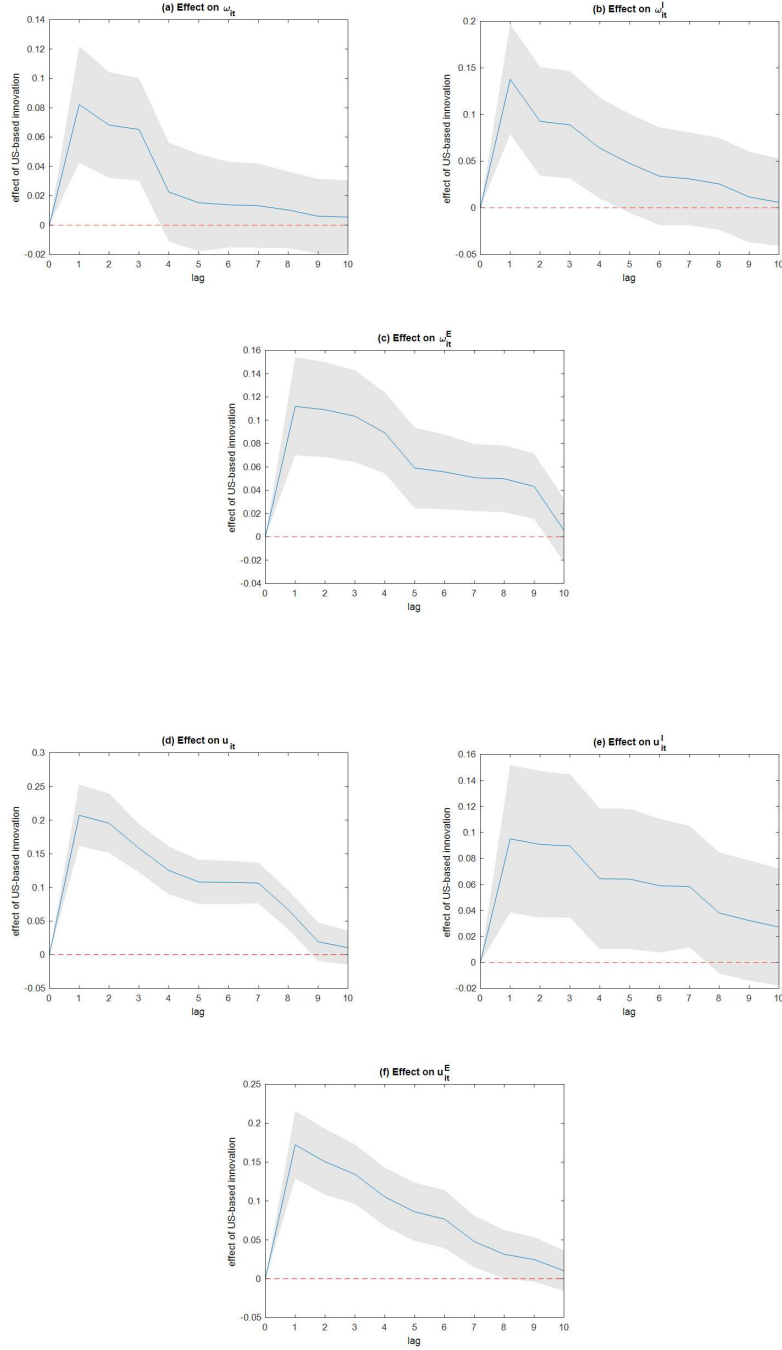 (a) Effect on ω_it
effect of US-based innovation
0.14
0.12
0.1
0.08
0.06
0.04
0.02
0
-0.02
0 1 2 3 4 5 6 7 8 9 10
lag
(b) Effect on ω_it^I
effect of US-based innovation
0.2
0.15
0.1
0.05
0
-0.05
0 1 2 3 4 5 6 7 8 9 10
lag
(c) Effect on ω_it^E
effect of US-based innovation
0.16
0.14
0.12
0.1
0.08
0.06
0.04
0.02
0
-0.02
-0.04
0 1 2 3 4 5 6 7 8 9 10
lag
(d) Effect on u_it
effect of US-based innovation
0.3
0.25
0.2
0.15
0.1
0.05
0
-0.05
0 1 2 3 4 5 6 7 8 9 10
lag
(e) Effect on u_it^I
effect of US-based innovation
0.16
0.14
0.12
0.1
0.08
0.06
0.04
0.02
0
-0.02
0 1 2 3 4 5 6 7 8 9 10
lag
(f) Effect on u_it^E
effect of US-based innovation
0.25
0.2
0.15
0.1
0.05
0
-0.05
0 1 2 3 4 5 6 7 8 9 10
lag